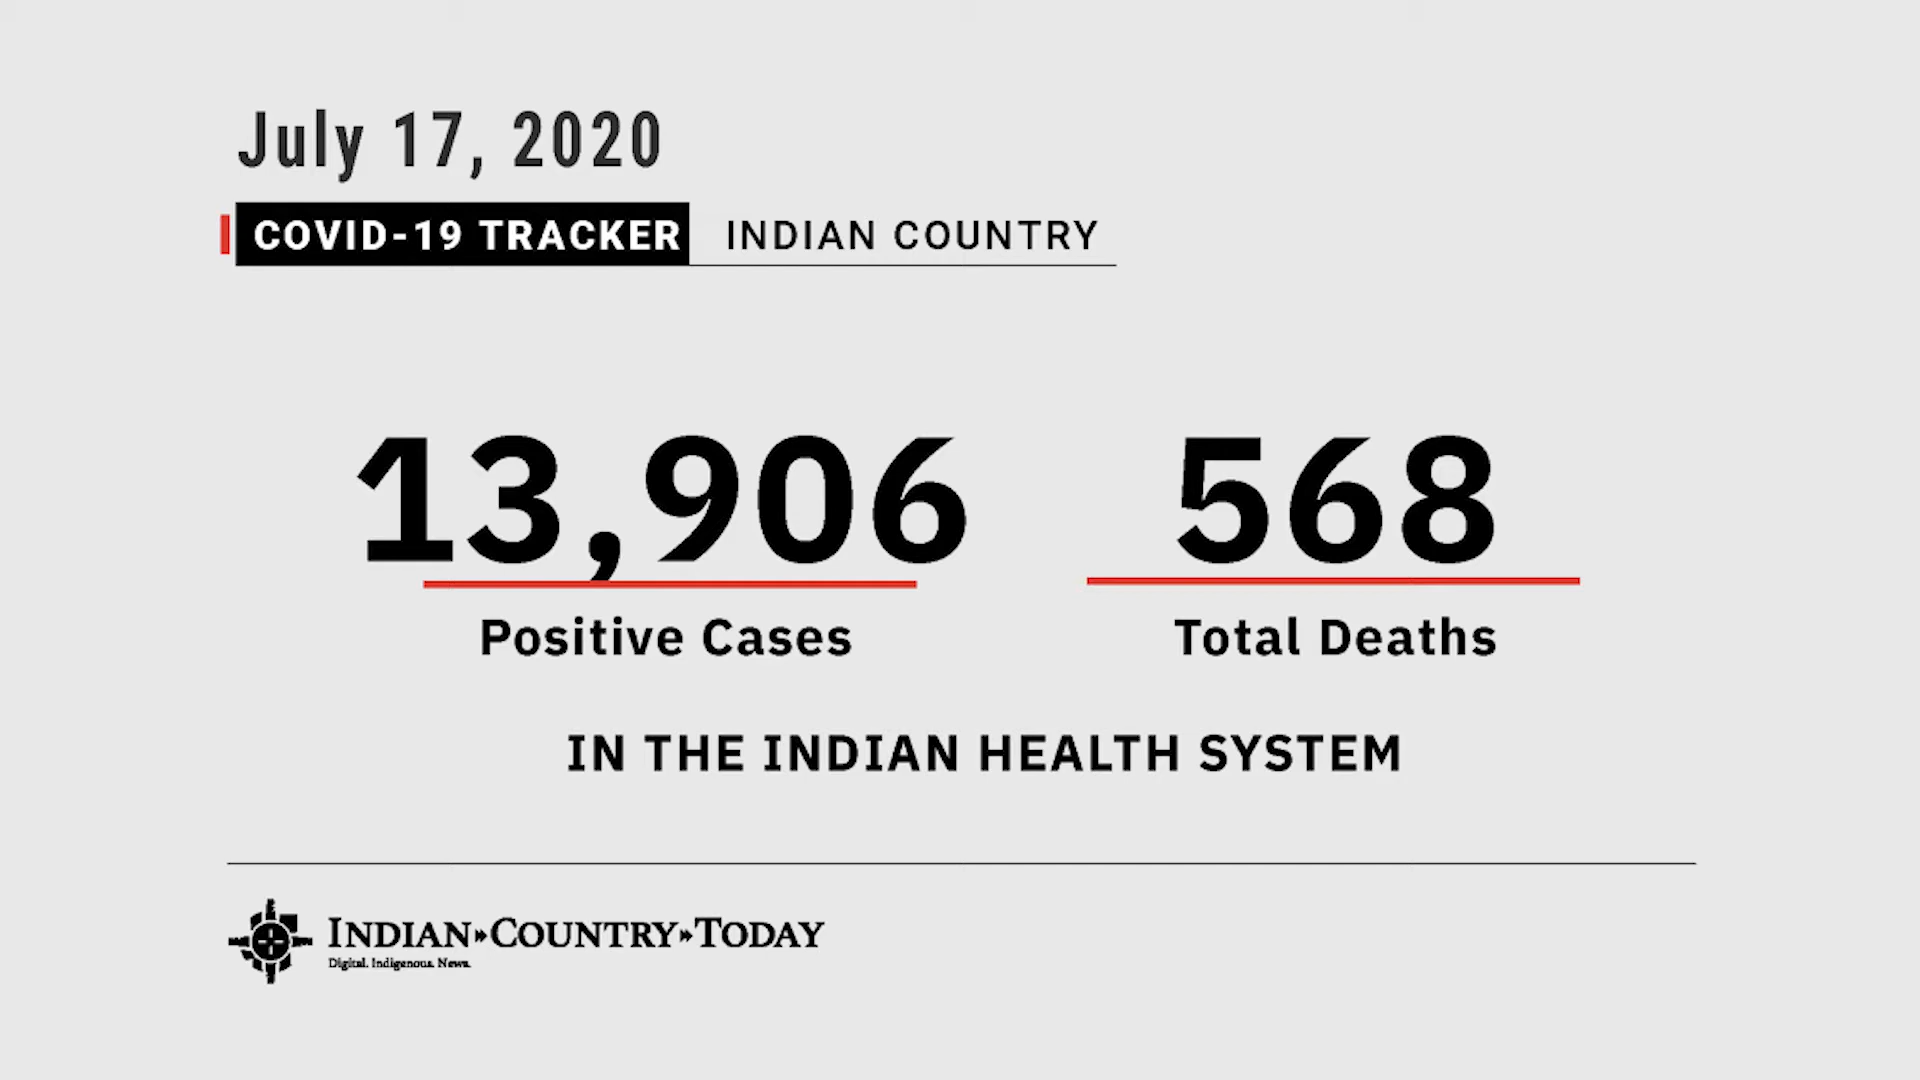 July 17, 2020
COVID-19 TRACKER INDIAN COUNTRY
13,906 568
Positive Cases Total Deaths
IN THE INDIAN HEALTH SYSTEM
INDIAN COUNTRY TODAY
Digital. Indigenous. News.